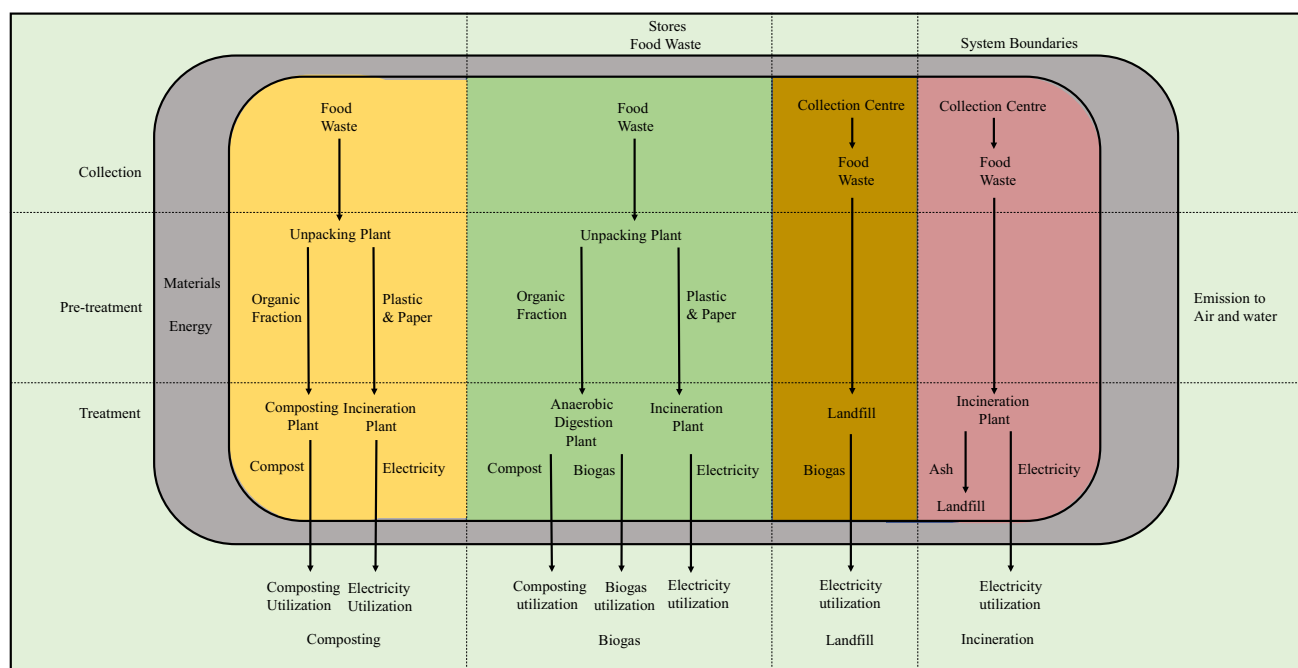 Stores
Food Waste
System Boundaries
Food
Waste
Food
Waste
Collection Centre
Collection Centre
Collection
Food
Waste
Food
Waste
Unpacking Plant
Unpacking Plant
Materials
Energy
Pre-treatment
Organic
Fraction
Plastic
& Paper
Organic
Fraction
Plastic
& Paper
Emission to
Air and water
Treatment
Composting
Plant
Incineration
Plant
Anaerobic
Digestion
Plant
Incineration
Plant
Landfill
Incineration
Plant
Compost
Electricity
Compost
Biogas
Electricity
Biogas
Ash
Electricity
Landfill
Composting
Utilization
Electricity
Utilization
Composting
utilization
Biogas
utilization
Electricity
utilization
Electricity
utilization
Electricity
utilization
Composting
Biogas
Landfill
Incineration